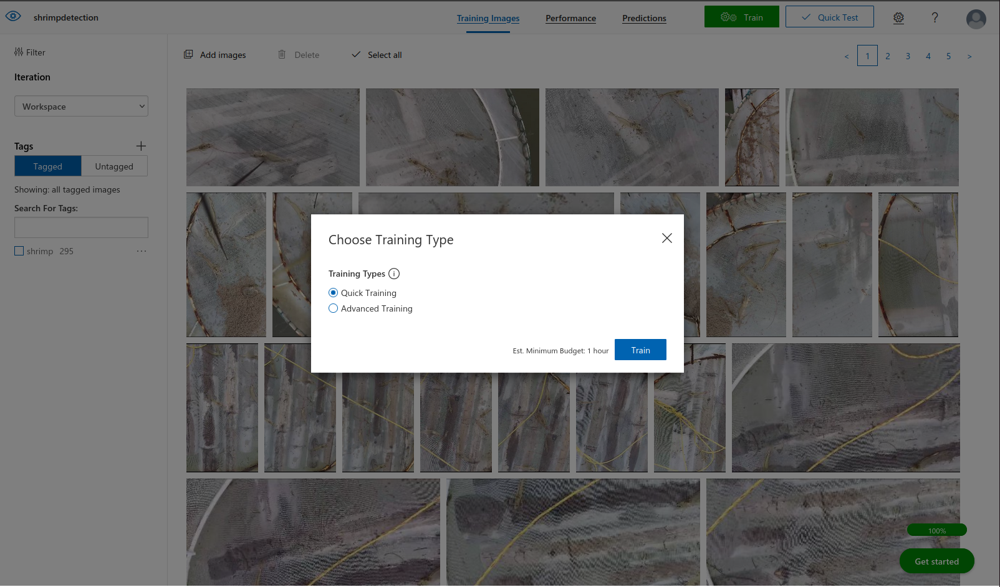 shrimpdetection
Training Images
Performance
Predictions
Train
Quick Test
?
Filter
Iteration
Workspace
Tags
Tagged
Untagged
Showing: all tagged images
Search For Tags:
shrimp 295
...
Add images
Delete
Select all
< 1 2 3 4 5 >
Choose Training Type
Training Types
Quick Training
Advanced Training
Est. Minimum Budget: 1 hour
Train
100%
Get started